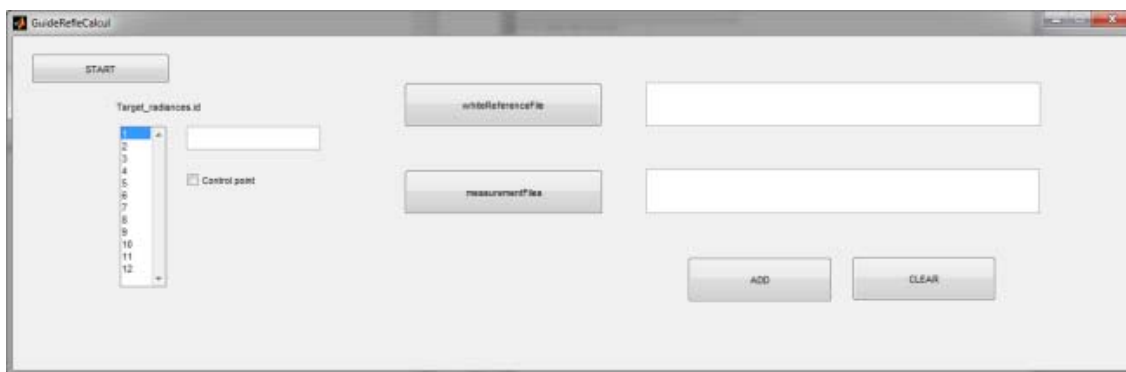 GuideRefleCalcul
START
Target_radiances.id
1
2
3
4
5
6
7
8
9
10
11
12
Control point
whiteReferenceFile
measurementFiles
ADD
CLEAR